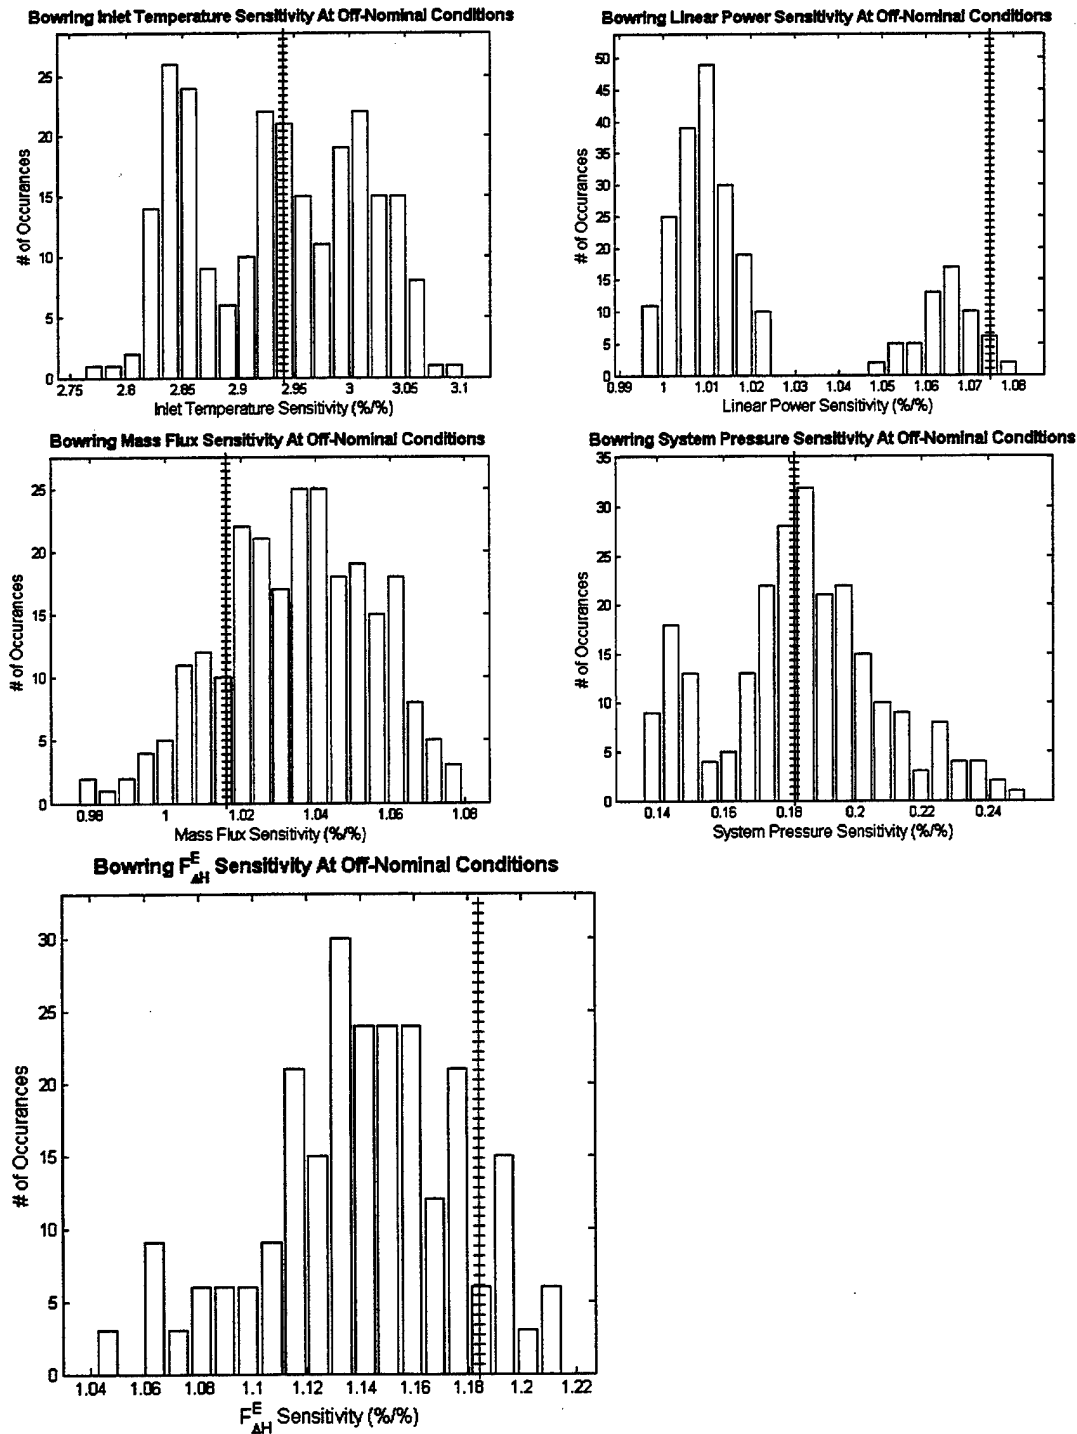 Bowring Inlet Temperature Sensitivity At Off-Nominal Conditions
# of Occurances
25
20
15
10
5
0
2.75 2.8 2.85 2.9 2.95 3 3.05 3.1
Inlet Temperature Sensitivity (%/%)
Bowring Linear Power Sensitivity At Off-Nominal Conditions
# of Occurances
50
45
40
35
30
25
20
15
10
5
0
0.99 1 1.01 1.02 1.03 1.04 1.05 1.06 1.07 1.08
Linear Power Sensitivity (%/%)
Bowring Mass Flux Sensitivity At Off-Nominal Conditions
# of Occurances
25
20
15
10
5
0
0.98 1 1.02 1.04 1.06 1.08
Mass Flux Sensitivity (%/%)
Bowring System Pressure Sensitivity At Off-Nominal Conditions
# of Occurances
35
30
25
20
15
10
5
0
0.14 0.16 0.18 0.2 0.22 0.24
System Pressure Sensitivity (%/%)
Bowring F^E_ΔH Sensitivity At Off-Nominal Conditions
# of Occurances
30
25
20
15
10
5
0
1.04 1.06 1.08 1.1 1.12 1.14 1.16 1.18 1.2 1.22
F^E_ΔH Sensitivity (%/%)